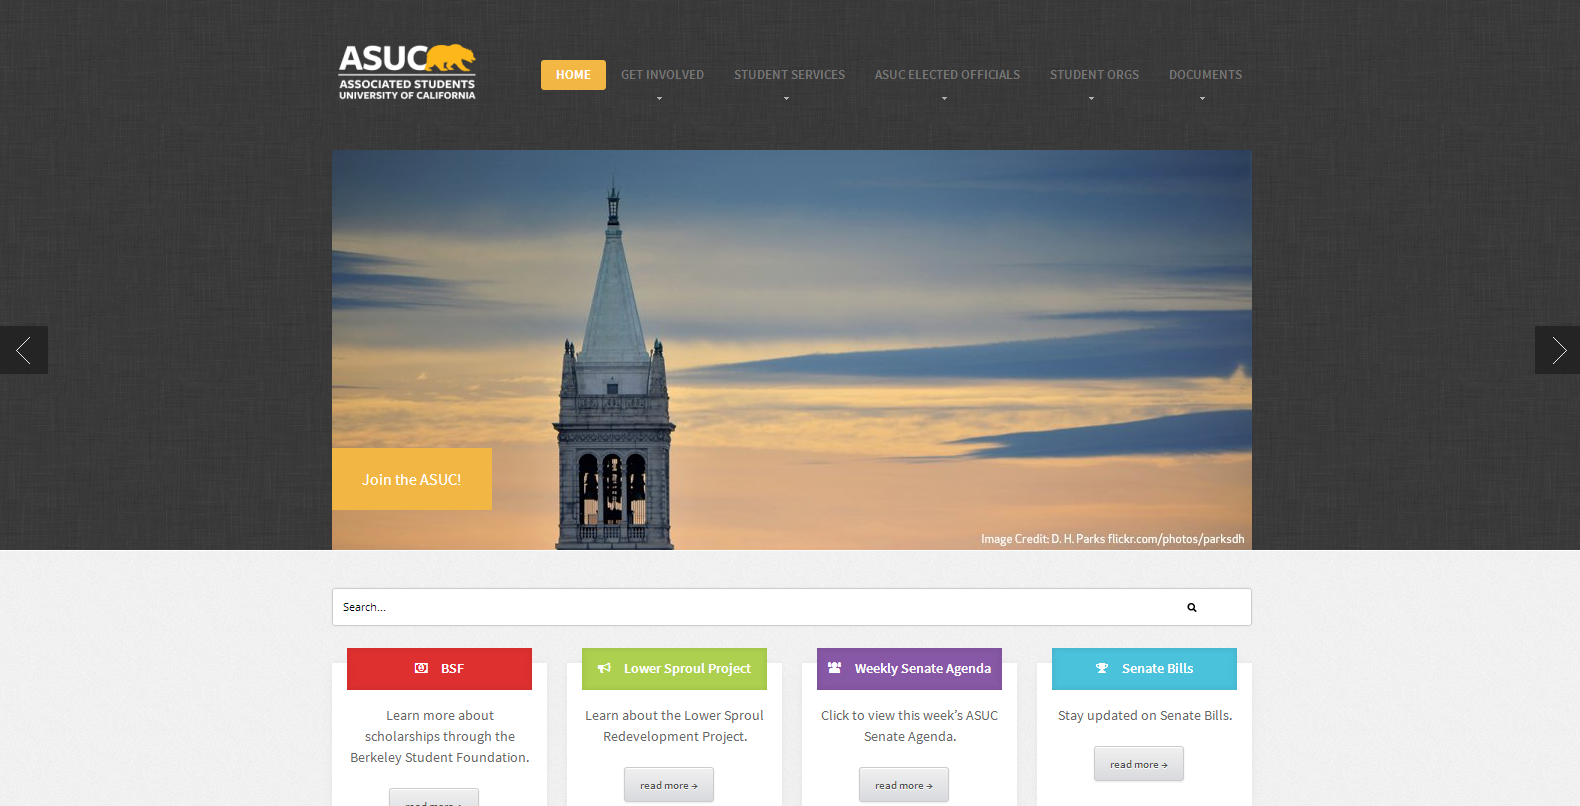 ASUC
ASSOCIATED STUDENTS
UNIVERSITY OF CALIFORNIA
HOME GET INVOLVED STUDENT SERVICES ASUC ELECTED OFFICIALS STUDENT ORGS DOCUMENTS
Join the ASUC!
Image Credit: D. H. Parks flickr.com/photos/parksdh
Search...
BSF
Learn more about
scholarships through the
Berkeley Student Foundation.
read more →
Lower Sproul Project
Learn about the Lower Sproul
Redevelopment Project.
read more →
Weekly Senate Agenda
Click to view this week’s ASUC
Senate Agenda.
read more →
Senate Bills
Stay updated on Senate Bills.
read more →